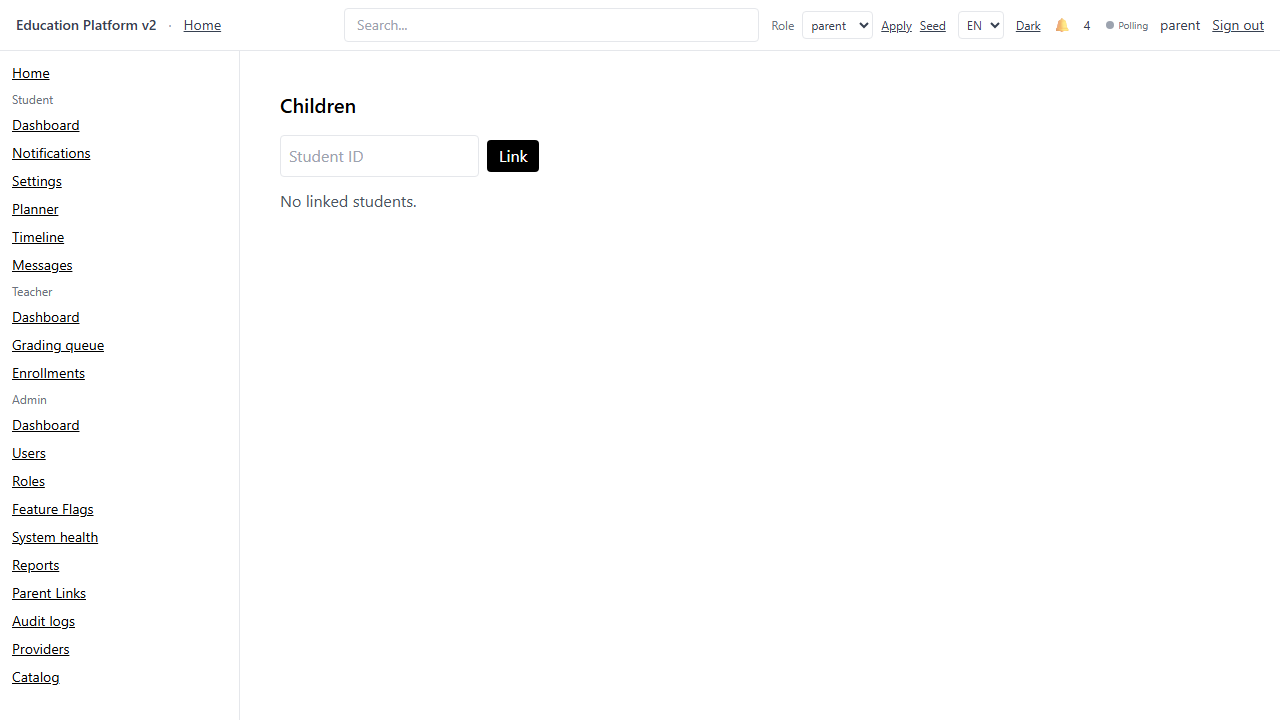 Education Platform v2 · Home
Search...
Role parent Apply Seed EN Dark 4 Polling parent Sign out
Home
Student
Dashboard
Notifications
Settings
Planner
Timeline
Messages
Teacher
Dashboard
Grading queue
Enrollments
Admin
Dashboard
Users
Roles
Feature Flags
System health
Reports
Parent Links
Audit logs
Providers
Catalog
Children
Student ID Link
No linked students.